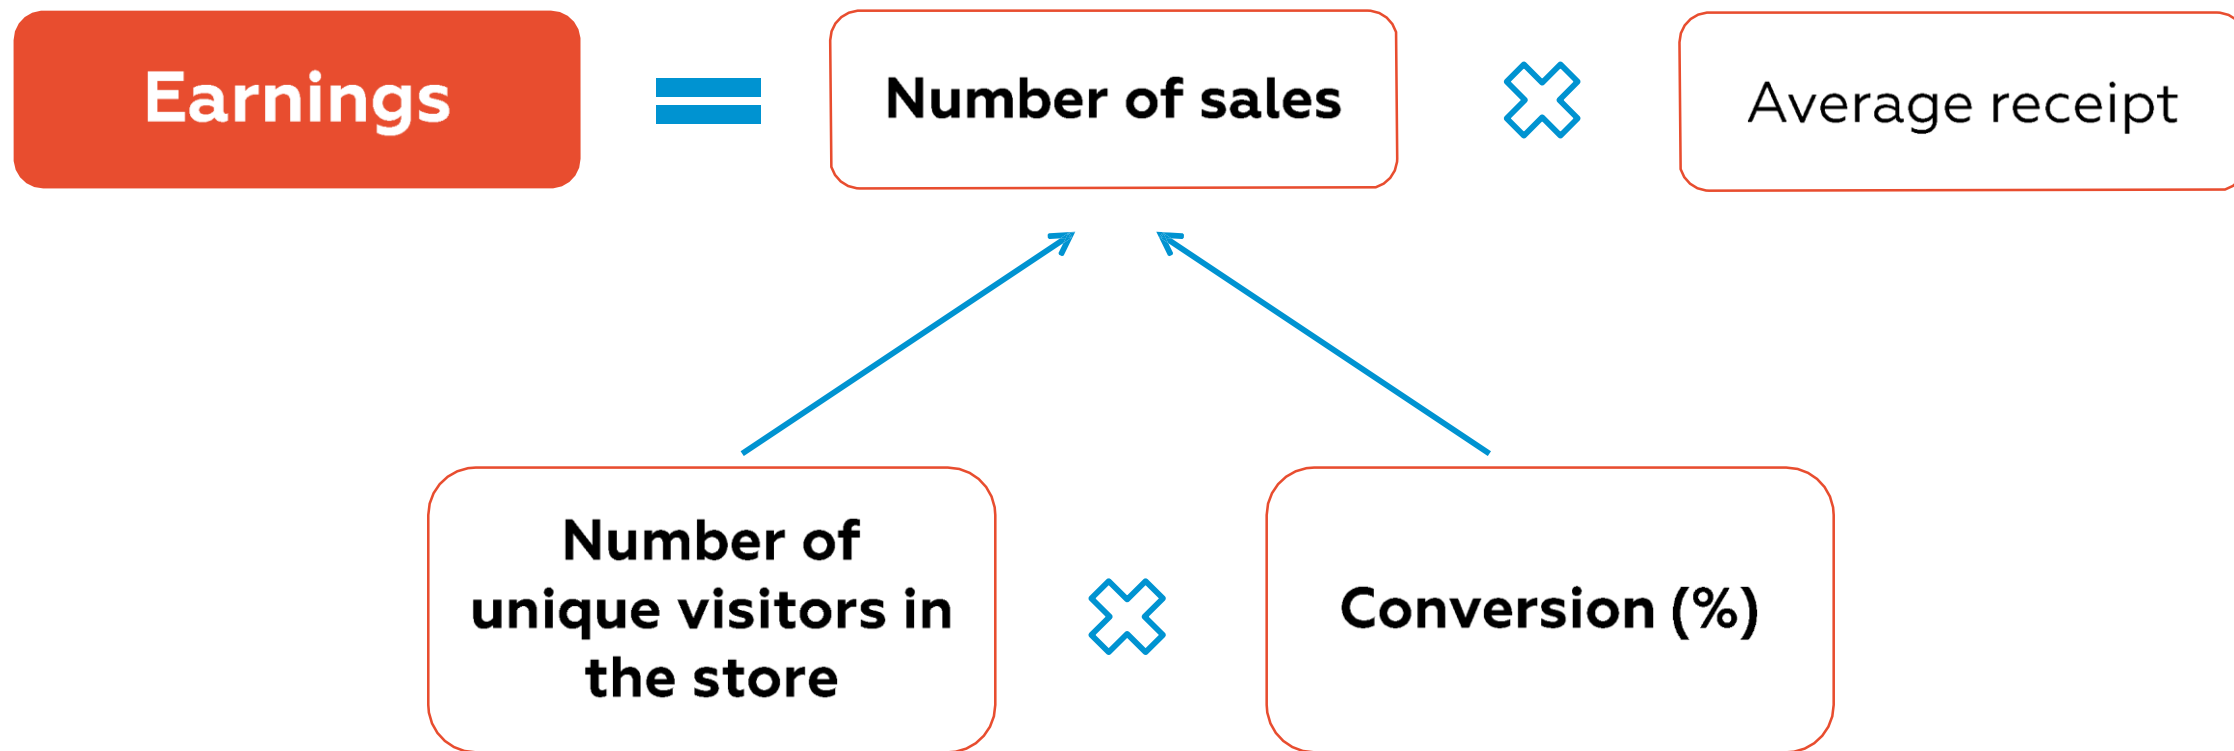 Earnings
Number of sales
Average receipt
Number of
unique visitors in
the store
Conversion (%)